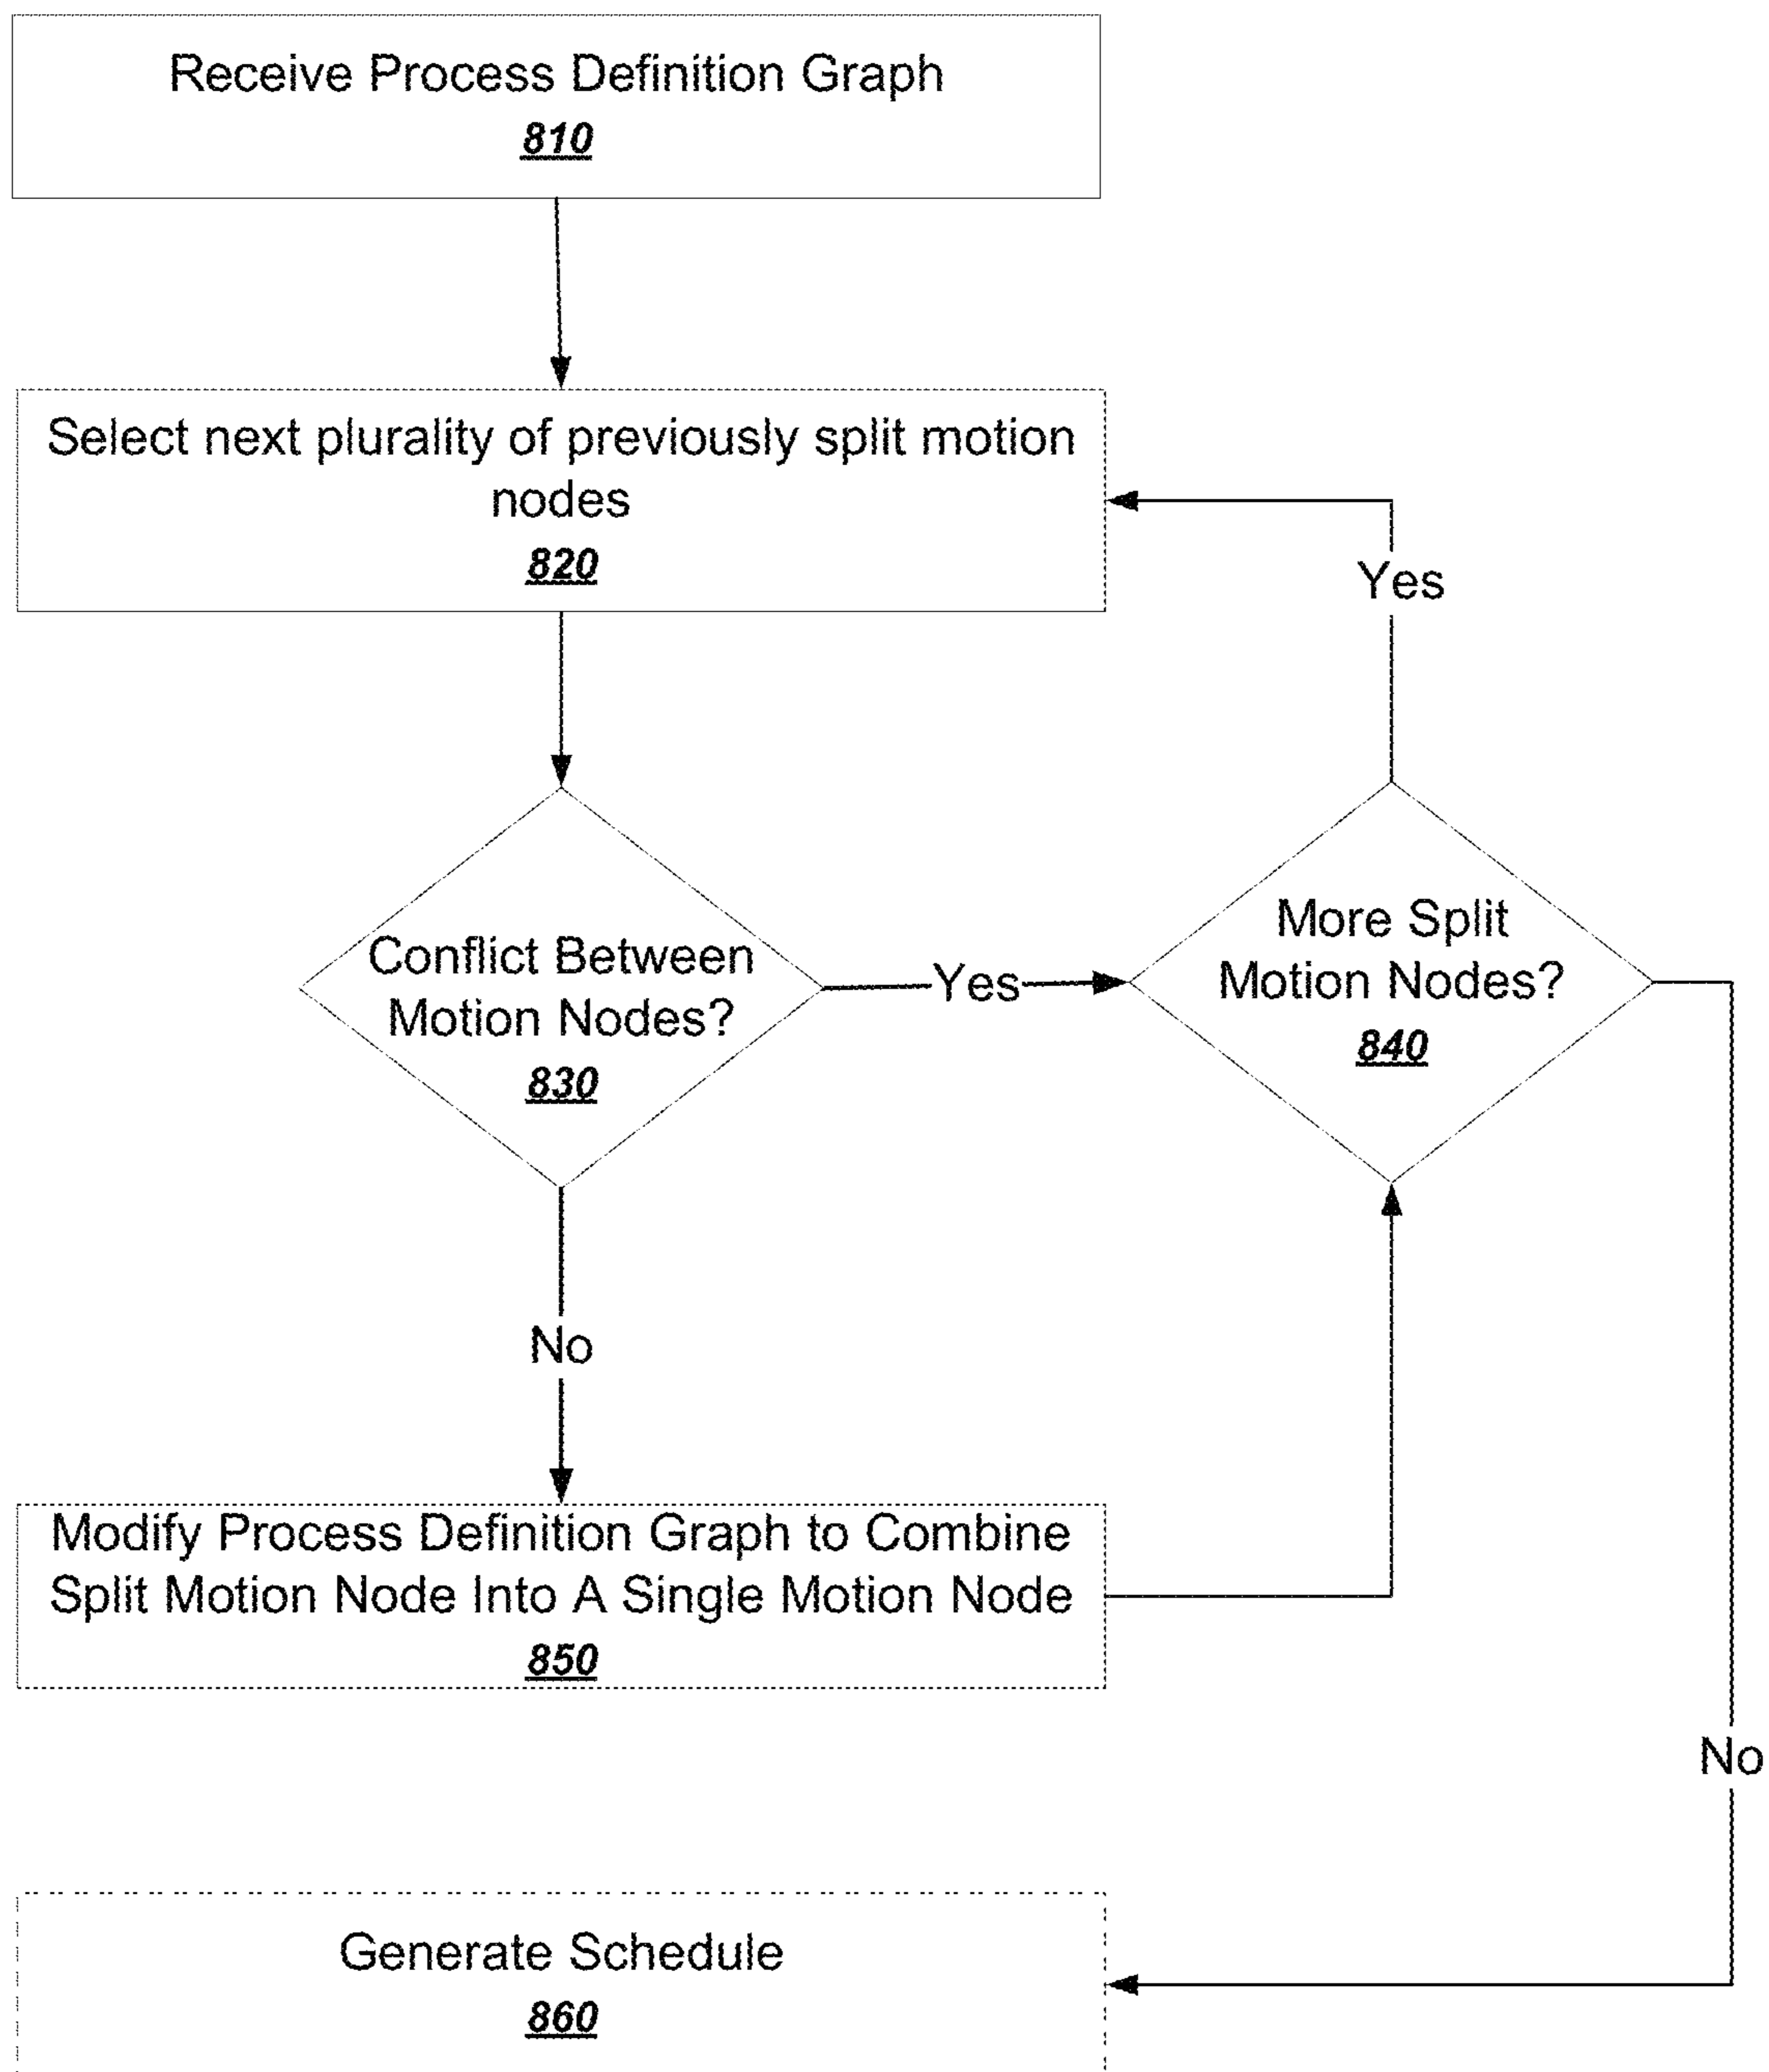 Receive Process Definition Graph
810
Select next plurality of previously split motion
nodes
820
Yes
Conflict Between
Motion Nodes?
830
Yes
More Split
Motion Nodes?
840
No
Modify Process Definition Graph to Combine
Split Motion Node Into A Single Motion Node
850
No
Generate Schedule
860